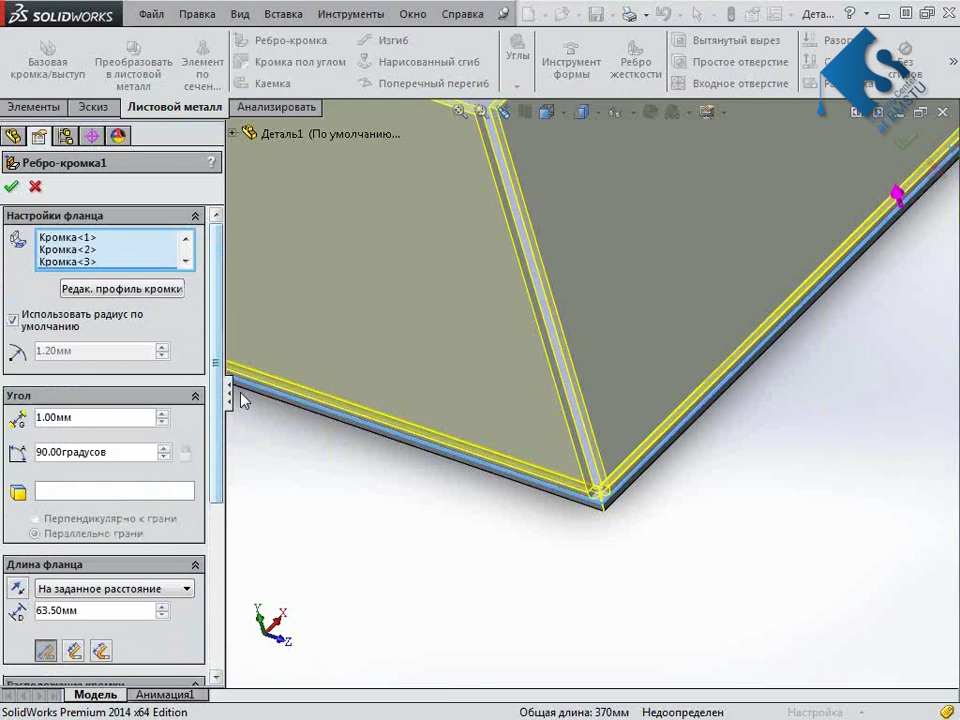 SOLIDWORKS Файл Правка Вид Вставка Инструменты Окно Справка Дета... ?
Базовая кромка/выступ
Преобразовать в листовой металл
Элемент по сечен...
Ребро-кромка
Кромка под углом
Каемка
Изгиб
Нарисованный сгиб
Поперечный перегиб
Углы
Инструмент формы
Ребро жесткости
Вытянутый вырез
Простое отверстие
Входное отверстие
Элементы Эскиз Листовой металл Анализировать
Деталь1 (По умолчанию...
Ребро-кромка1 ?
Настройки фланца
Кромка<1>
Кромка<2>
Кромка<3>
Редак. профиль кромки
Использовать радиус по
умолчанию
1.20мм
Угол
1.00мм
90.00градусов
Перпендикулярно к грани
Параллельно грани
Длина фланца
На заданное расстояние
63.50мм
Y X Z
Модель Анимация1
SolidWorks Premium 2014 x64 Edition Общая длина: 370мм Недоопределен Настройка